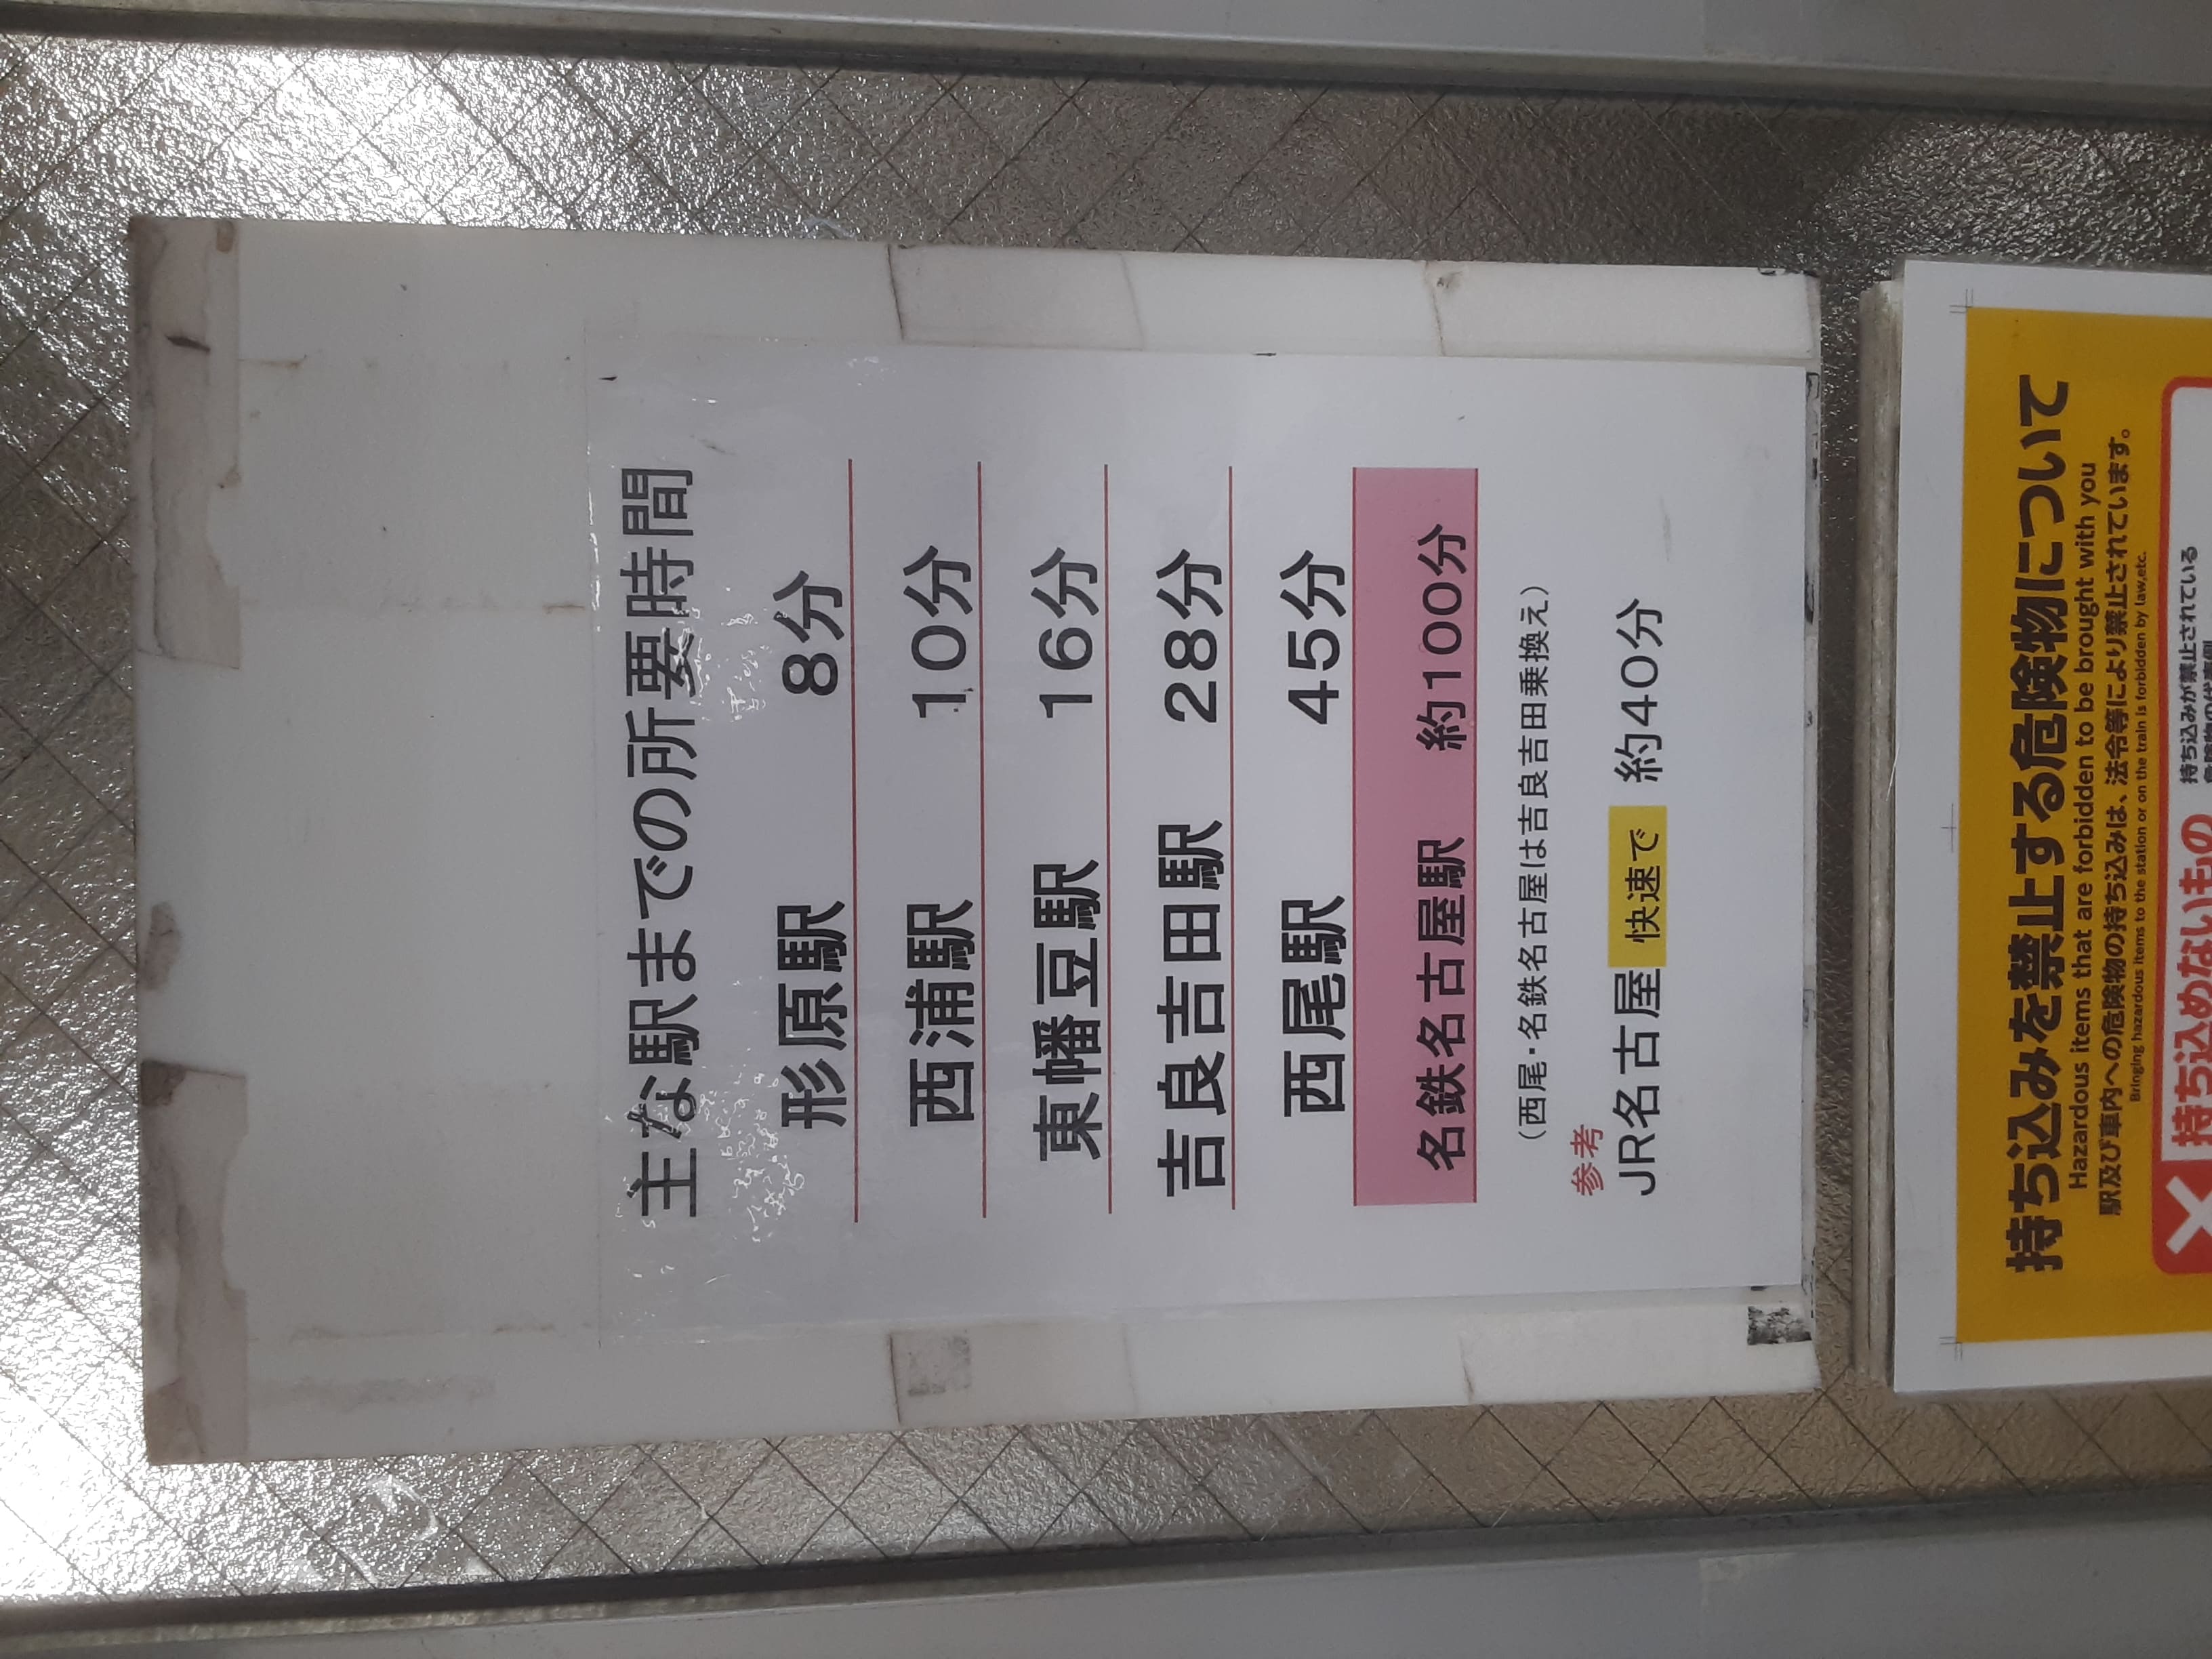 主な駅までの所要時間
形原駅 8分
西浦駅 10分
東幡豆駅 16分
吉良吉田駅 28分
西尾駅 45分
名鉄名古屋駅 約100分
（西尾・名鉄名古屋は吉良吉田乗換え）
参考
JR名古屋 快速で 約40分
持ち込みを禁止する危険物について
Hazardous items that are forbidden to be brought with you
駅及び車内への危険物の持ち込みは、法令等により禁止されています。
Bringing hazardous items to the station or on the train is forbidden by law,etc.
持ち込めないもの 持ち込みが禁止されている